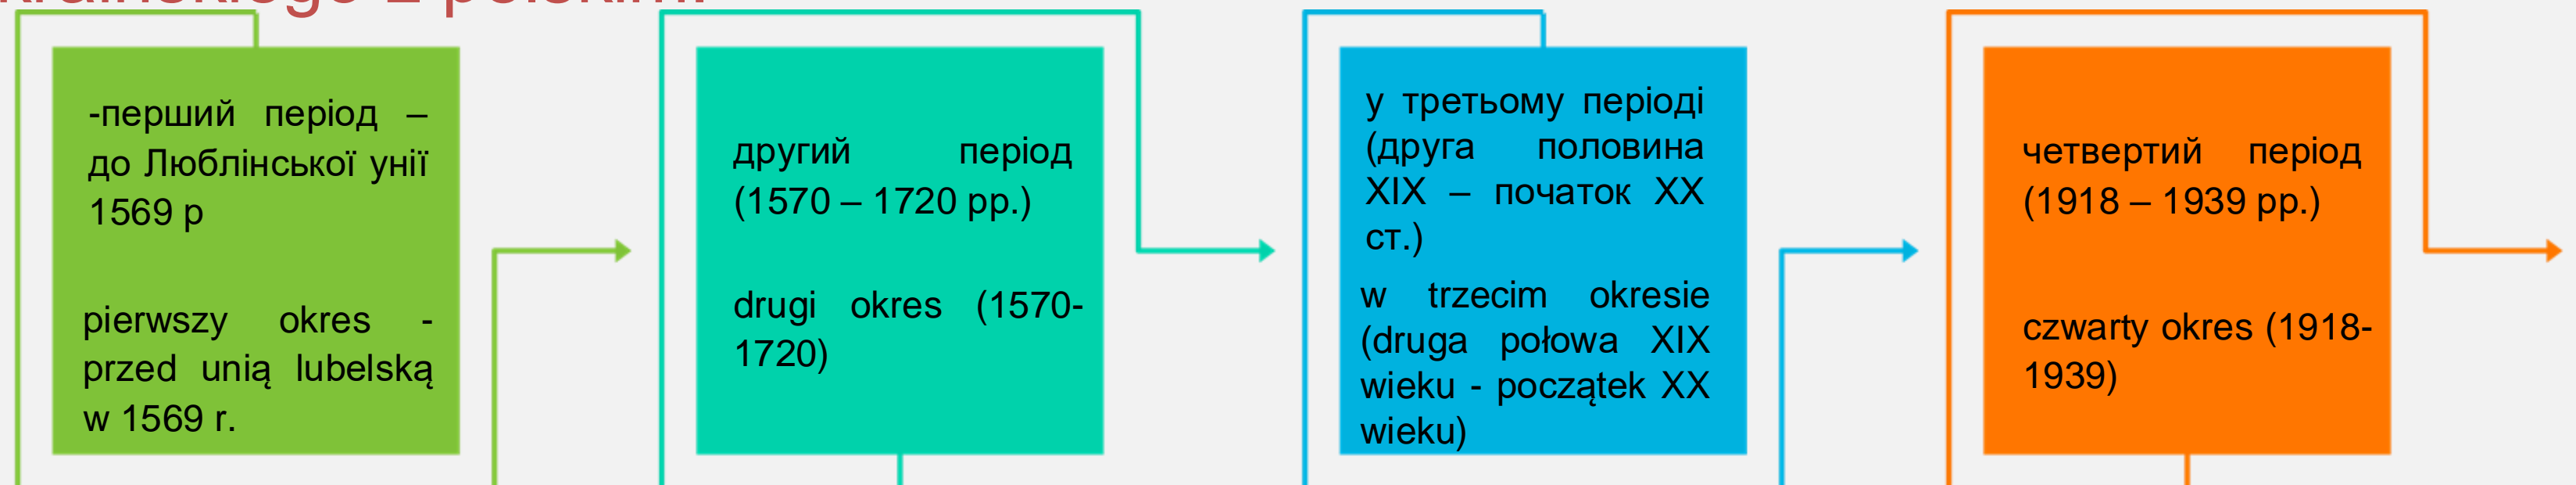 -перший період –
до Люблінської унії
1569 р
pierwszy okres -
przed unią lubelską
w 1569 r.
другий період
(1570 – 1720 рр.)
drugi okres (1570-
1720)
у третьому періоді
(друга половина
XIX – початок XX
ст.)
w trzecim okresie
(druga połowa XIX
wieku - początek XX
wieku)
четвертий період
(1918 – 1939 рр.)
czwarty okres (1918-
1939)